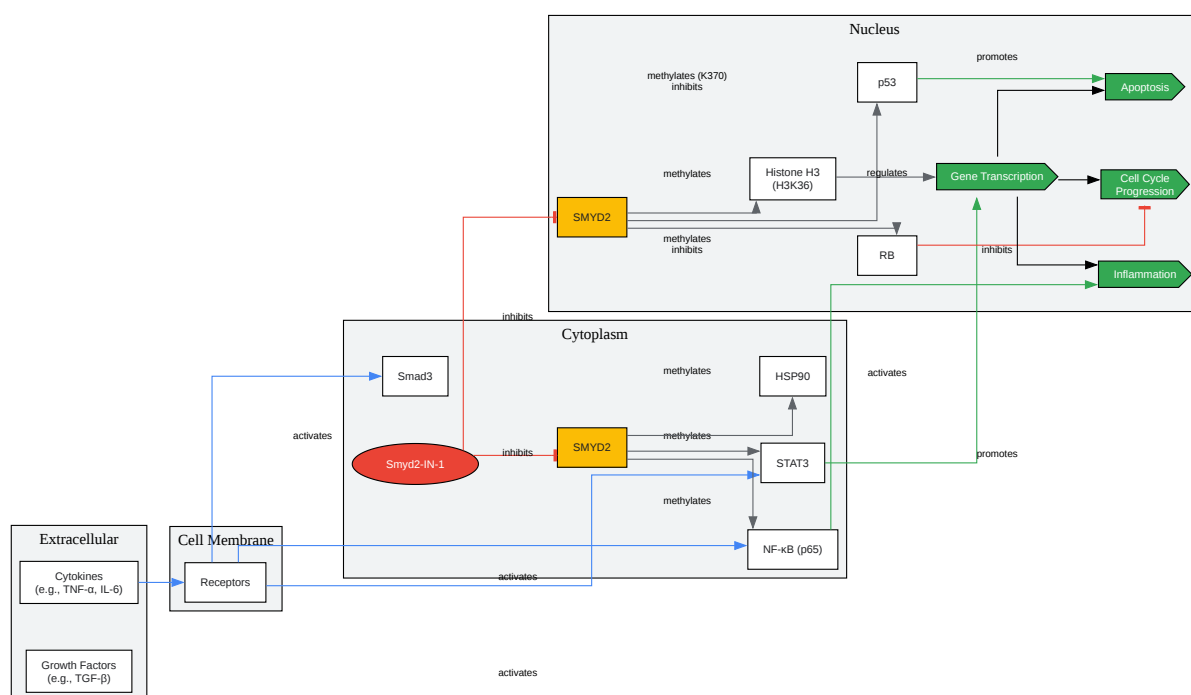 Nucleus
promotes
methylates (K370)
inhibits
p53
Apoptosis
methylates
Histone H3
(H3K36)
regulates
Gene Transcription
Cell Cycle
Progression
SMYD2
methylates
inhibits
RB
inhibits
Inflammation
inhibits
Cytoplasm
Smad3
methylates
HSP90
activates
activates
Smyd2-IN-1
inhibits
SMYD2
methylates
STAT3
promotes
methylates
Extracellular
Cell Membrane
NF-κB (p65)
Cytokines
(e.g., TNF-α, IL-6)
Receptors
activates
Growth Factors
(e.g., TGF-β)
activates